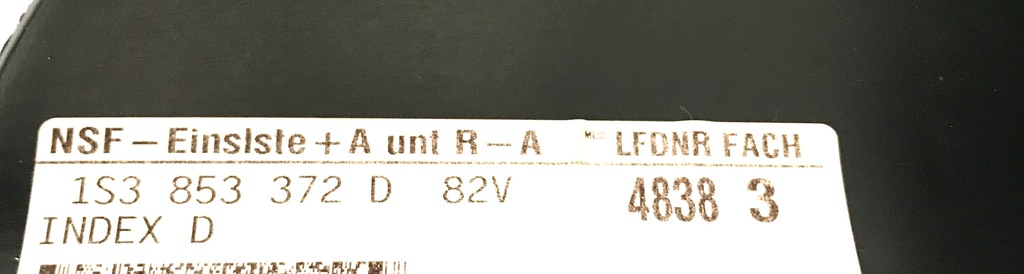 NSF-Einslste+A unt R-A LFDNR FACH
1S3 853 372 D 82V 4838 3
INDEX D